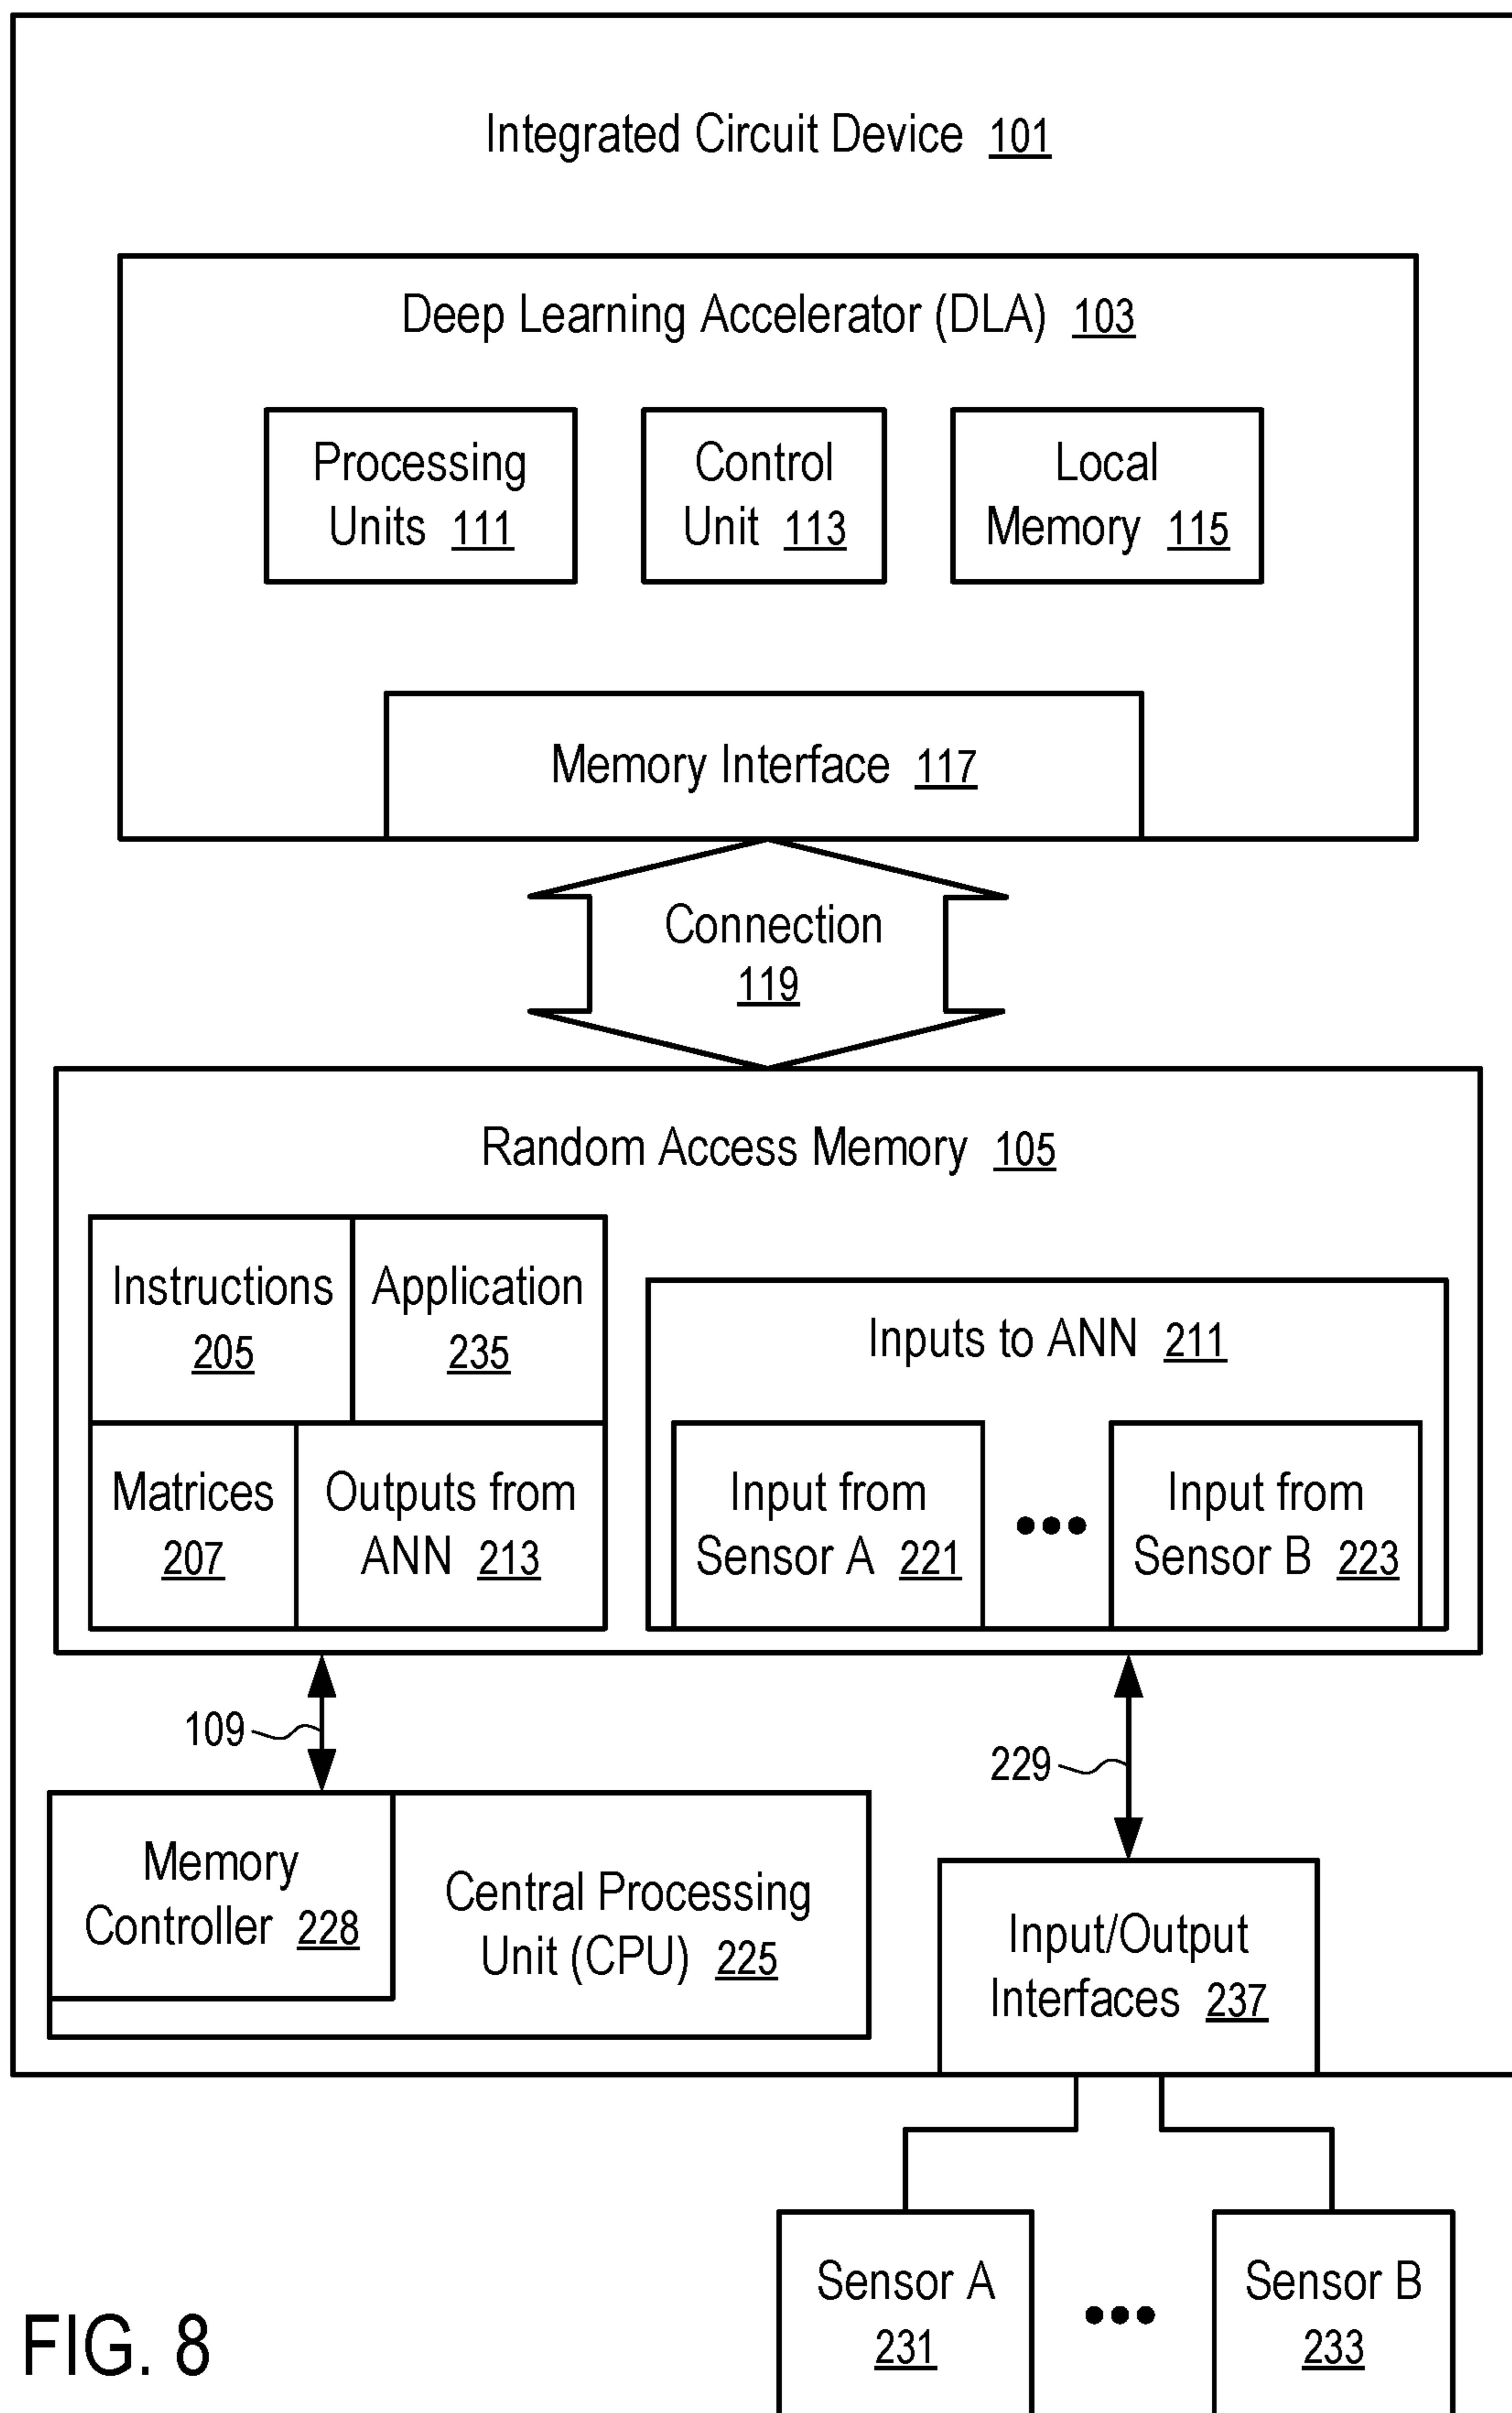 Integrated Circuit Device 101
Deep Learning Accelerator (DLA) 103
Processing
Units 111
Control
Unit 113
Local
Memory 115
Memory Interface 117
Connection
119
Random Access Memory 105
Instructions
205
Application
235
Matrices
207
Outputs from
ANN 213
Inputs to ANN 211
Input from
Sensor A 221
Input from
Sensor B 223
109
229
Memory
Controller 228
Central Processing
Unit (CPU) 225
Input/Output
Interfaces 237
Sensor A
231
Sensor B
233
FIG. 8